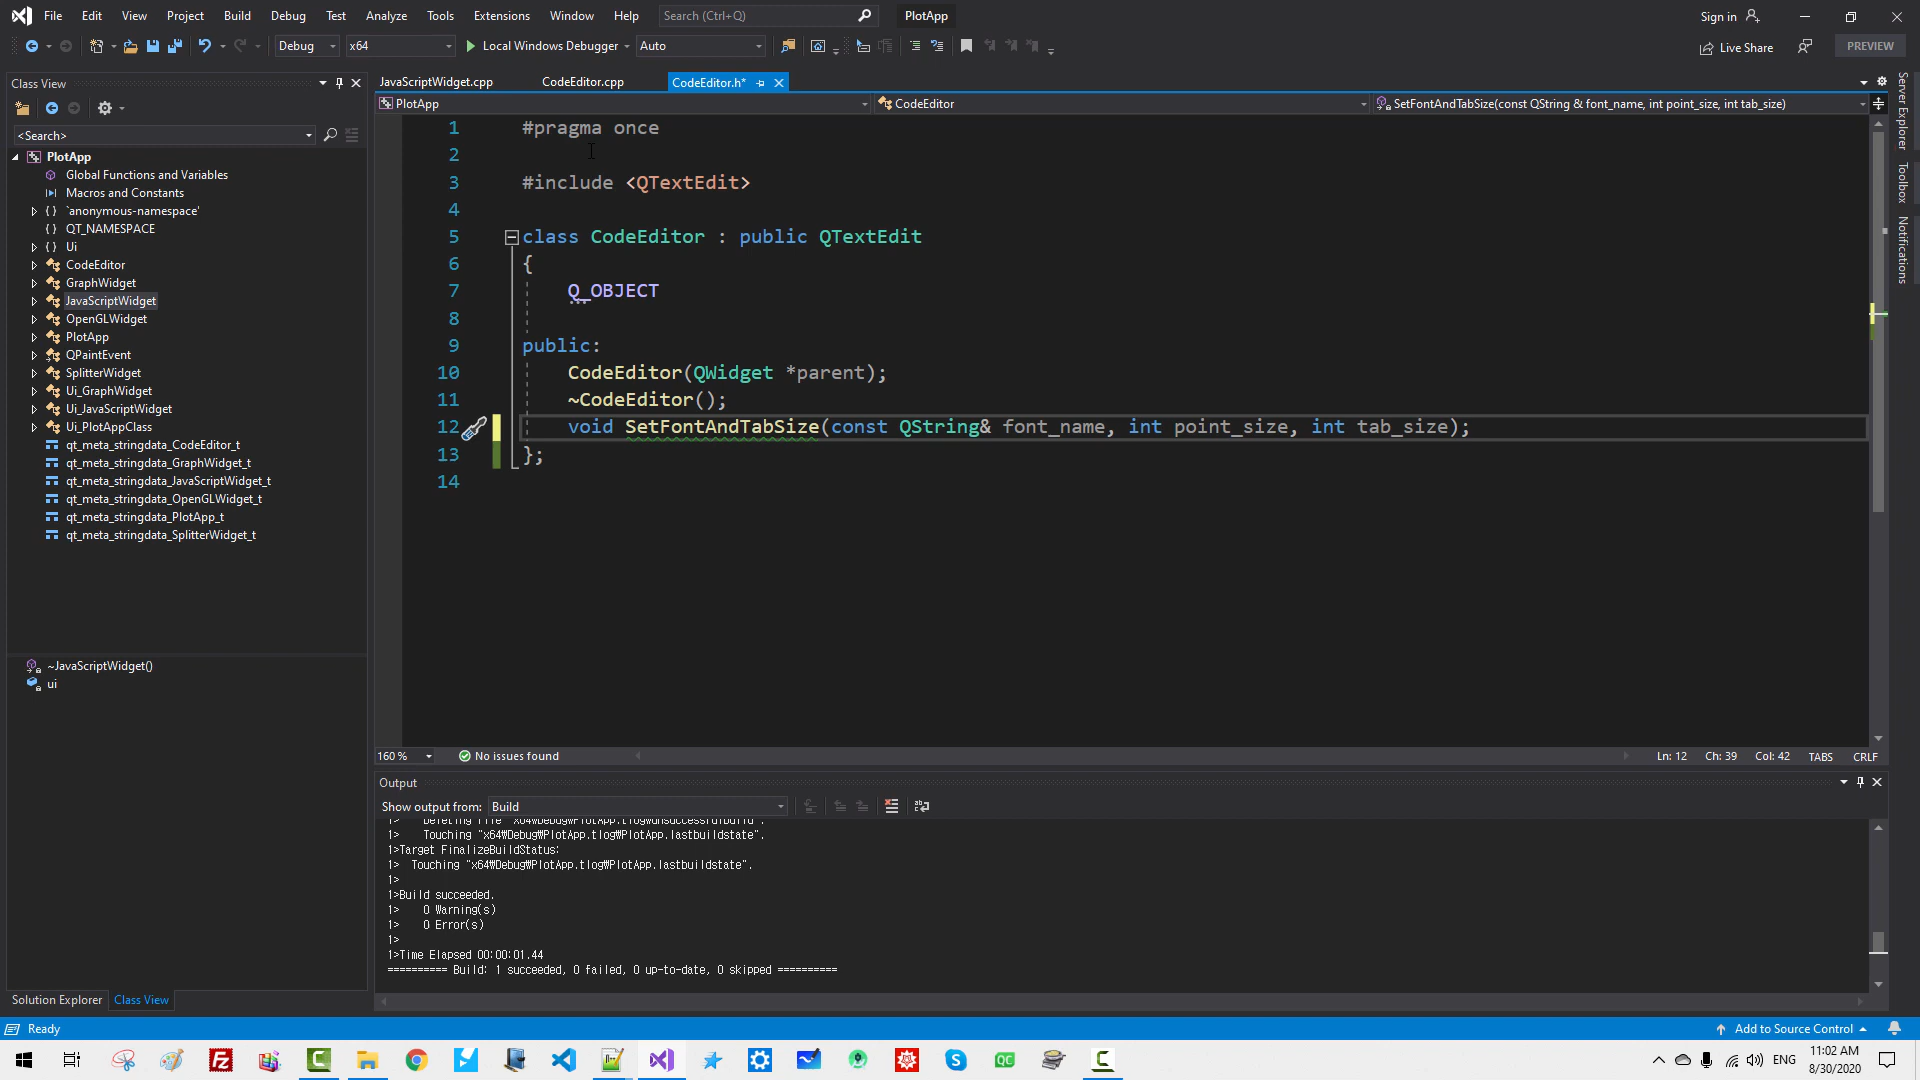 File Edit View Project Build Debug Test Analyze Tools Extensions Window Help Search (Ctrl+Q) PlotApp Sign in
Debug x64 Local Windows Debugger Auto Live Share PREVIEW
Class View
JavaScriptWidget.cpp CodeEditor.cpp CodeEditor.h*
PlotApp CodeEditor SetFontAndTabSize(const QString & font_name, int point_size, int tab_size)
<Search>
PlotApp
Global Functions and Variables
Macros and Constants
`anonymous-namespace'
QT_NAMESPACE
Ui
CodeEditor
GraphWidget
JavaScriptWidget
OpenGLWidget
PlotApp
QPaintEvent
SplitterWidget
Ui_GraphWidget
Ui_JavaScriptWidget
Ui_PlotAppClass
qt_meta_stringdata_CodeEditor_t
qt_meta_stringdata_GraphWidget_t
qt_meta_stringdata_JavaScriptWidget_t
qt_meta_stringdata_OpenGLWidget_t
qt_meta_stringdata_PlotApp_t
qt_meta_stringdata_SplitterWidget_t
~JavaScriptWidget()
ui
Solution Explorer Class View
1 #pragma once
2
3 #include <QTextEdit>
4
5 class CodeEditor : public QTextEdit
6 {
7 Q_OBJECT
8
9 public:
10 CodeEditor(QWidget *parent);
11 ~CodeEditor();
12 void SetFontAndTabSize(const QString& font_name, int point_size, int tab_size);
13 };
14
160 % No issues found Ln: 12 Ch: 39 Col: 42 TABS CRLF
Output
Show output from: Build
1> Deleting file "x64₩Debug₩PlotApp.tlog₩unsuccessfulbuild".
1> Touching "x64₩Debug₩PlotApp.tlog₩PlotApp.lastbuildstate".
1>Target FinalizeBuildStatus:
1> Touching "x64₩Debug₩PlotApp.tlog₩PlotApp.lastbuildstate".
1>
1>Build succeeded.
1> 0 Warning(s)
1> 0 Error(s)
1>
1>Time Elapsed 00:00:01.44
========== Build: 1 succeeded, 0 failed, 0 up-to-date, 0 skipped ==========
Server Explorer
Toolbox
Notifications
Ready Add to Source Control
ENG
11:02 AM
8/30/2020